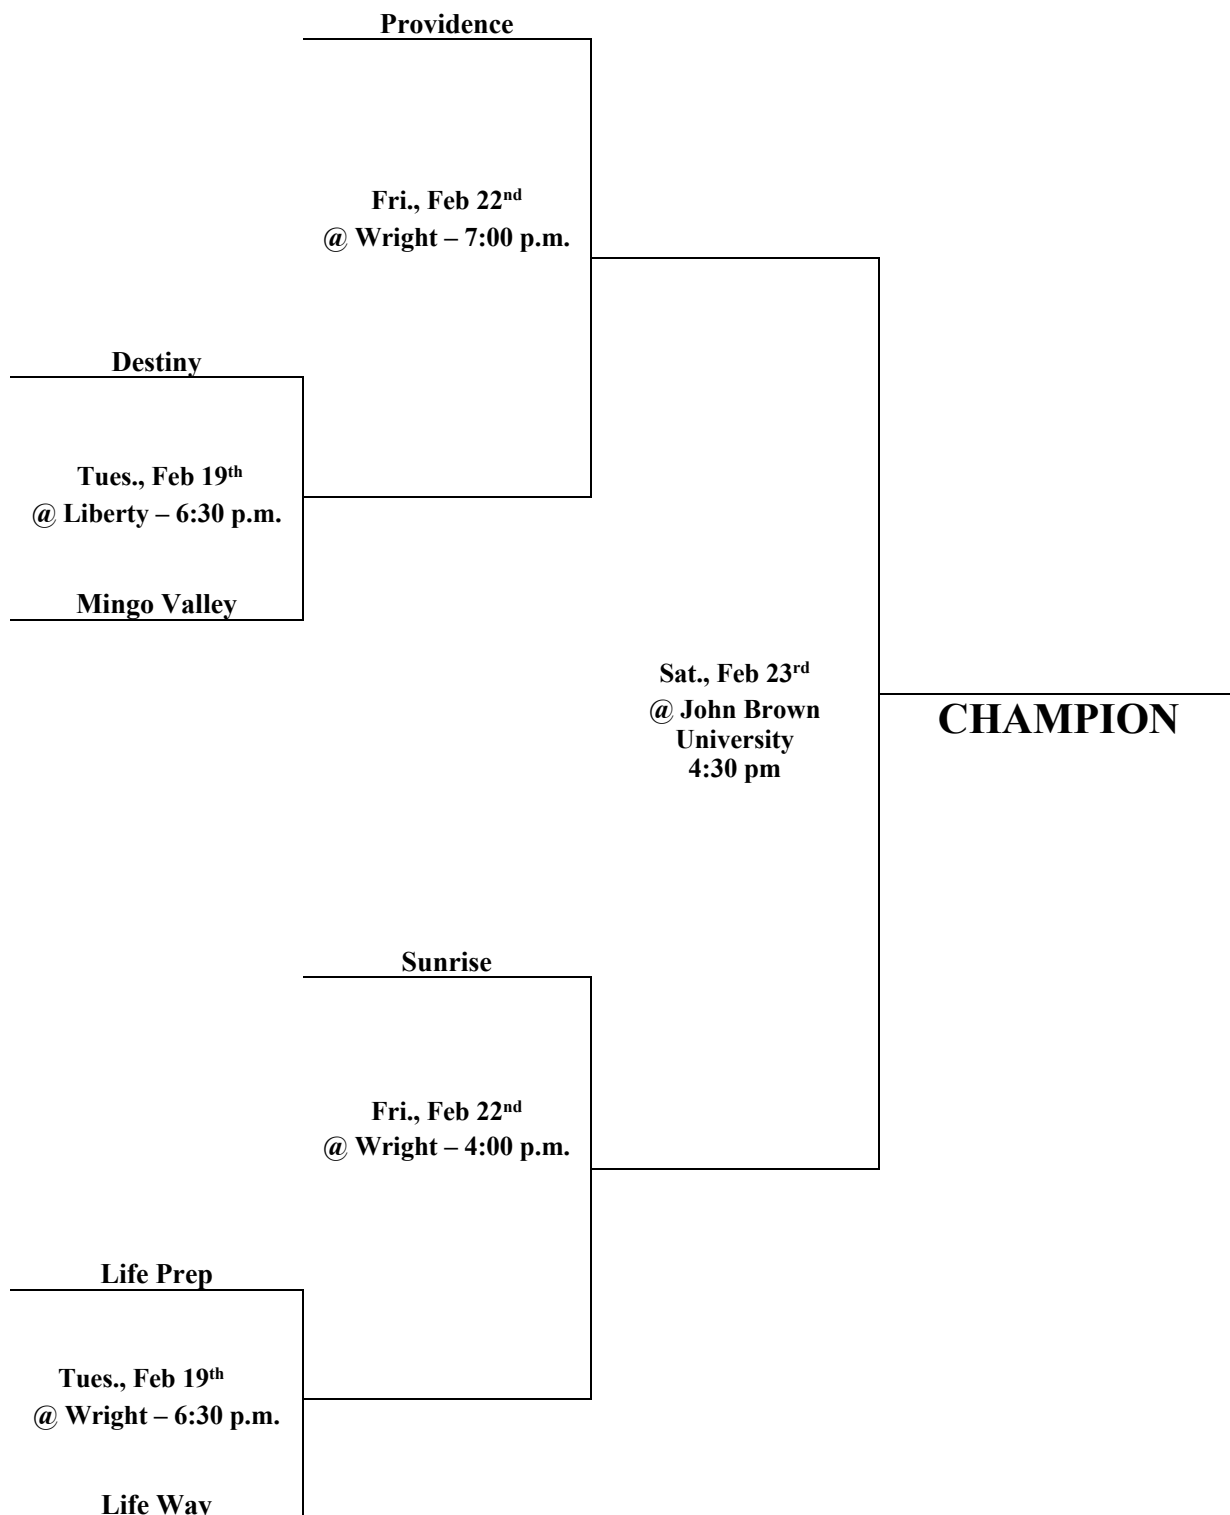 Providence
Fri., Feb 22nd
@ Wright – 7:00 p.m.
Destiny
Tues., Feb 19th
@ Liberty – 6:30 p.m.
Mingo Valley
Sat., Feb 23rd
@ John Brown
University
4:30 pm
CHAMPION
Sunrise
Fri., Feb 22nd
@ Wright – 4:00 p.m.
Life Prep
Tues., Feb 19th
@ Wright – 6:30 p.m.
Life Way